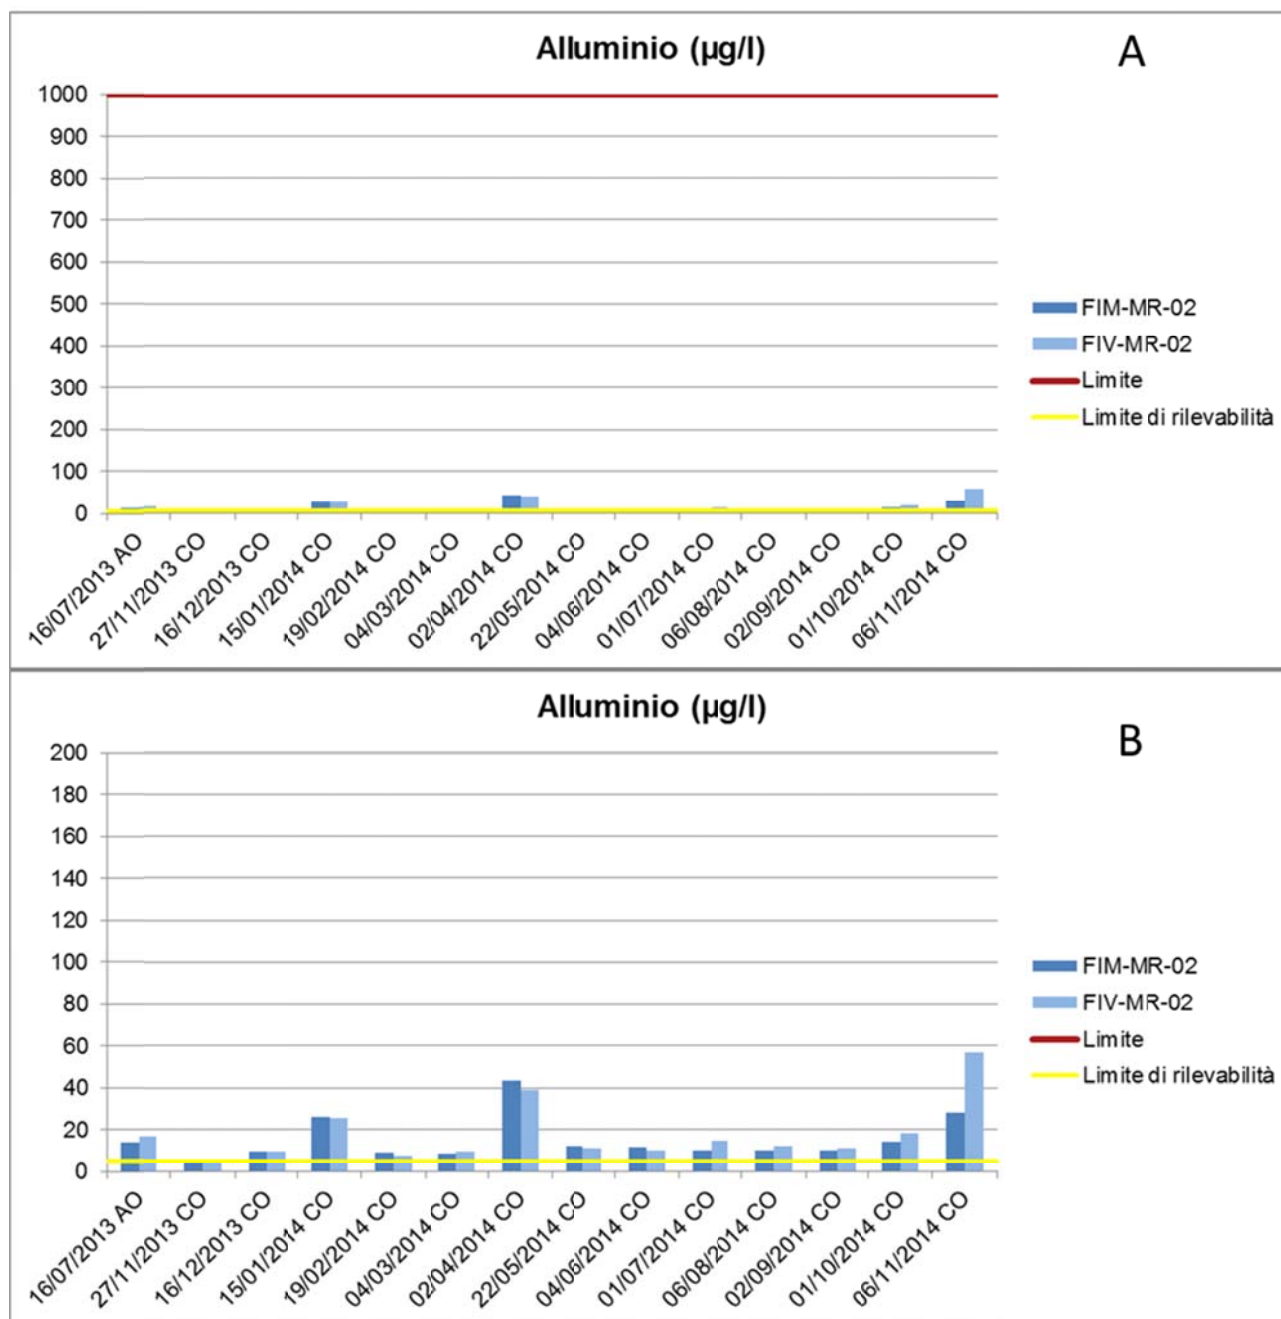 Alluminio (µg/l)
A
1000
900
800
700
600
500
400
300
200
100
0
16/07/2013 AO
27/11/2013 CO
16/12/2013 CO
15/01/2014 CO
19/02/2014 CO
04/03/2014 CO
02/04/2014 CO
22/05/2014 CO
04/06/2014 CO
01/07/2014 CO
06/08/2014 CO
02/09/2014 CO
01/10/2014 CO
06/11/2014 CO
FIM-MR-02
FIV-MR-02
Limite
Limite di rilevabilità
Alluminio (µg/l)
B
200
180
160
140
120
100
80
60
40
20
0
16/07/2013 AO
27/11/2013 CO
16/12/2013 CO
15/01/2014 CO
19/02/2014 CO
04/03/2014 CO
02/04/2014 CO
22/05/2014 CO
04/06/2014 CO
01/07/2014 CO
06/08/2014 CO
02/09/2014 CO
01/10/2014 CO
06/11/2014 CO
FIM-MR-02
FIV-MR-02
Limite
Limite di rilevabilità